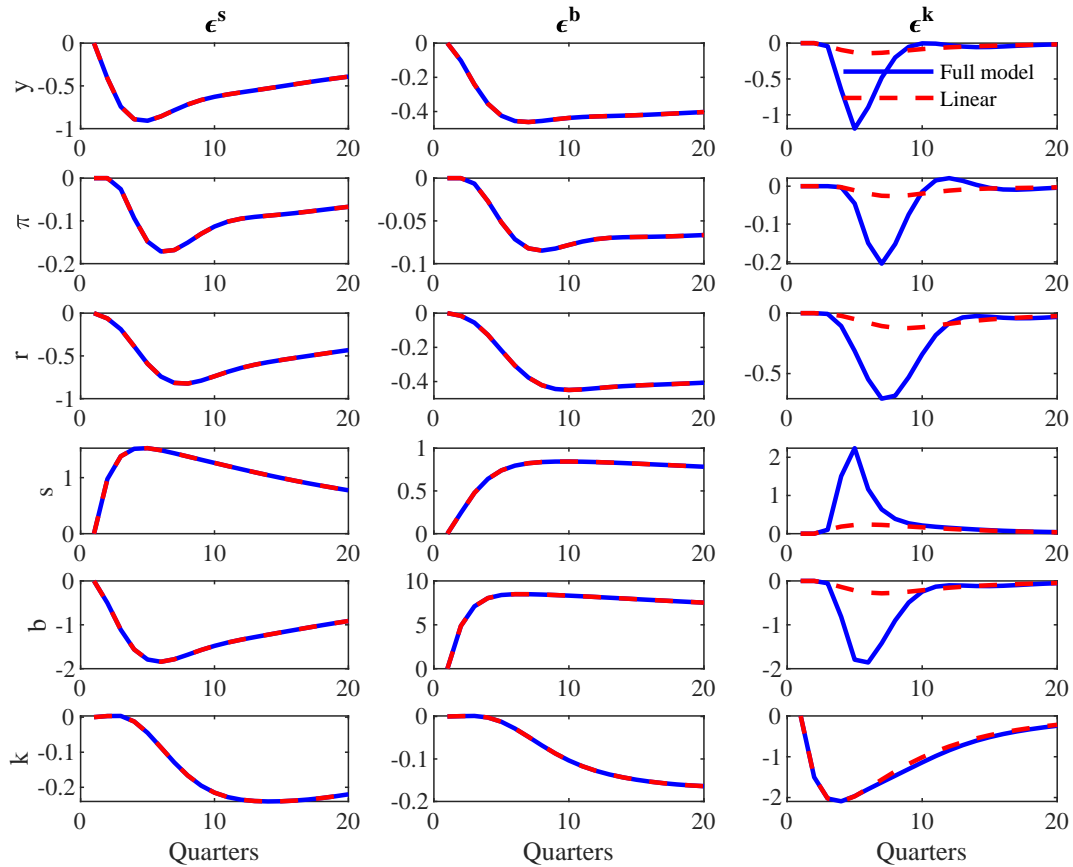 ϵˢ ϵᵇ ϵᵏ
y 0 -0.5 -1 0 10 20
0 -0.2 -0.4 0 10 20
0 -0.5 -1 0 10 20
Full model
Linear
π 0 -0.1 -0.2 0 10 20
0 -0.05 -0.1 0 10 20
0 -0.1 -0.2 0 10 20
r 0 -0.5 -1 0 10 20
0 -0.2 -0.4 0 10 20
0 -0.5 0 10 20
s 1 0 0 10 20
1 0.5 0 0 10 20
2 1 0 0 10 20
b 0 -1 -2 0 10 20
10 5 0 0 10 20
0 -1 -2 0 10 20
k 0 -0.1 -0.2 0 10 20
0 -0.1 -0.2 0 10 20
0 -1 -2 0 10 20
Quarters Quarters Quarters